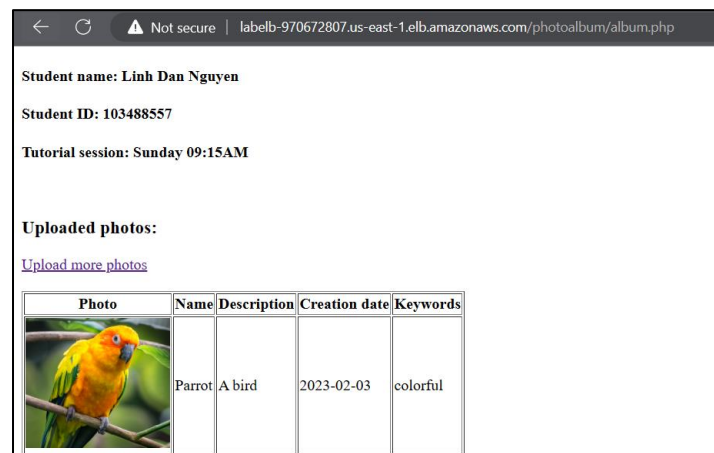 Not secure | labelb-970672807.us-east-1.elb.amazonaws.com/photoalbum/album.php
Student name: Linh Dan Nguyen
Student ID: 103488557
Tutorial session: Sunday 09:15AM
Uploaded photos:
Upload more photos
Photo Name Description Creation date Keywords
Parrot A bird 2023-02-03 colorful